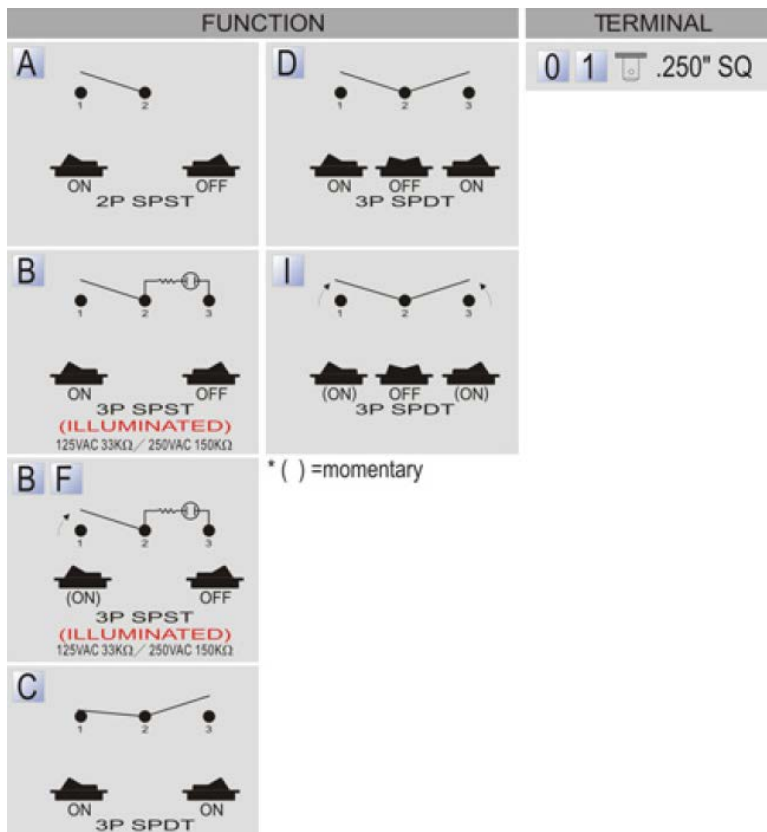 FUNCTION
TERMINAL
A
1 2
ON OFF
2P SPST
D
1 2 3
ON OFF ON
3P SPDT
0 1 .250" SQ
B
1 2 3
ON OFF
3P SPST
(ILLUMINATED)
125VAC 33KΩ／250VAC 150KΩ
I
1 2 3
(ON) OFF (ON)
3P SPDT
* ( ) =momentary
B F
1 2 3
(ON) OFF
3P SPST
(ILLUMINATED)
125VAC 33KΩ／250VAC 150KΩ
C
1 2 3
ON ON
3P SPDT